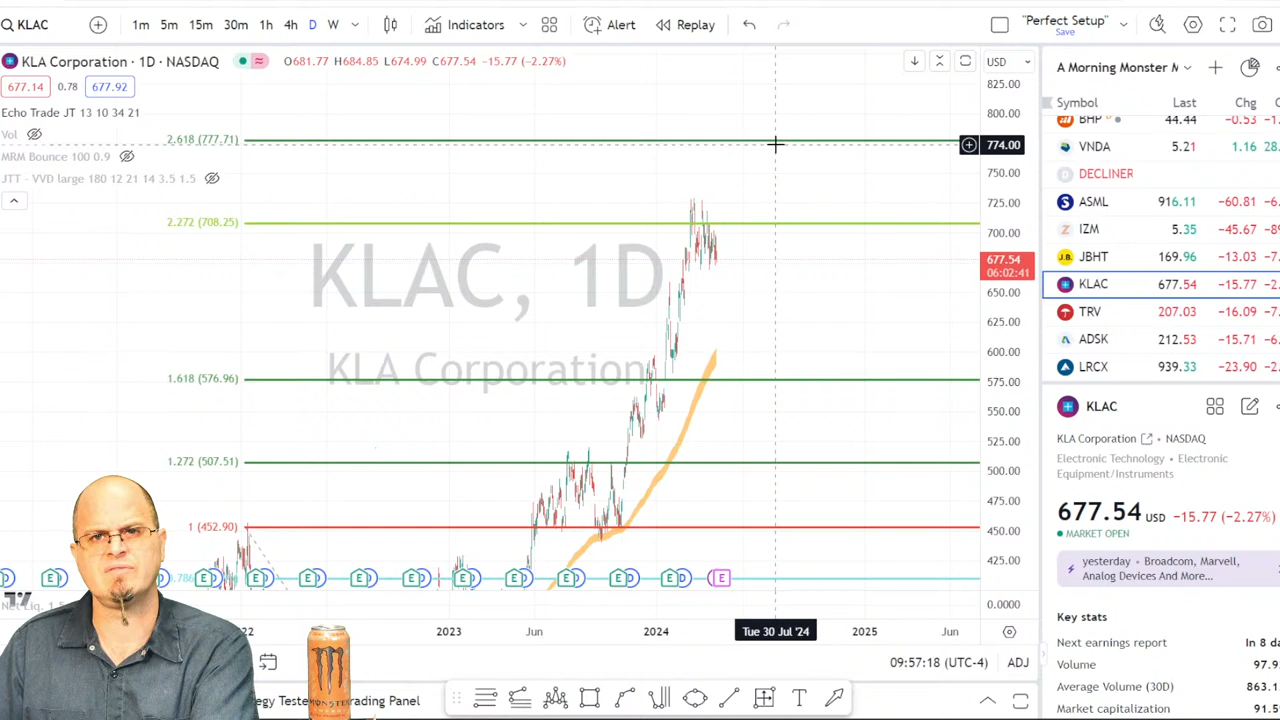 KLAC
1m 5m 15m 30m 1h 4h D W
Indicators
Alert
Replay
"Perfect Setup"
Save
KLA Corporation · 1D · NASDAQ
O681.77 H684.85 L674.99 C677.54 −15.77 (−2.27%)
677.14 0.78 677.92
Echo Trade JT 13 10 34 21
Vol
MRM Bounce 100 0.9
JTT - VVD large 180 12 21 14 3.5 1.5
2.618 (777.71)
2.272 (708.25)
1.618 (576.96)
1.272 (507.51)
1 (452.90)
KLAC, 1D
KLA Corporation
USD
825.00
800.00
774.00
750.00
725.00
700.00
677.54
06:02:41
650.00
625.00
600.00
575.00
550.00
525.00
500.00
475.00
450.00
425.00
0.0000
2023
Jun
2024
Tue 30 Jul '24
2025
Jun
09:57:18 (UTC-4)
ADJ
Trading Panel
MONSTER
A Morning Monster
Symbol Last Chg
BHP 44.44 −0.53
VNDA 5.21 1.16
DECLINER
ASML 916.11 −60.81
IZM 5.35 −45.67
JBHT 169.96 −13.03
KLAC 677.54 −15.77
TRV 207.03 −16.09
ADSK 212.53 −15.71
LRCX 939.33 −23.90
KLAC
KLA Corporation • NASDAQ
Electronic Technology • Electronic
Equipment/Instruments
677.54 USD −15.77 (−2.27%)
MARKET OPEN
yesterday • Broadcom, Marvell,
Analog Devices And More...
Key stats
Next earnings report In 8 da
Volume 97.9
Average Volume (30D) 863.1
Market capitalization 91.5